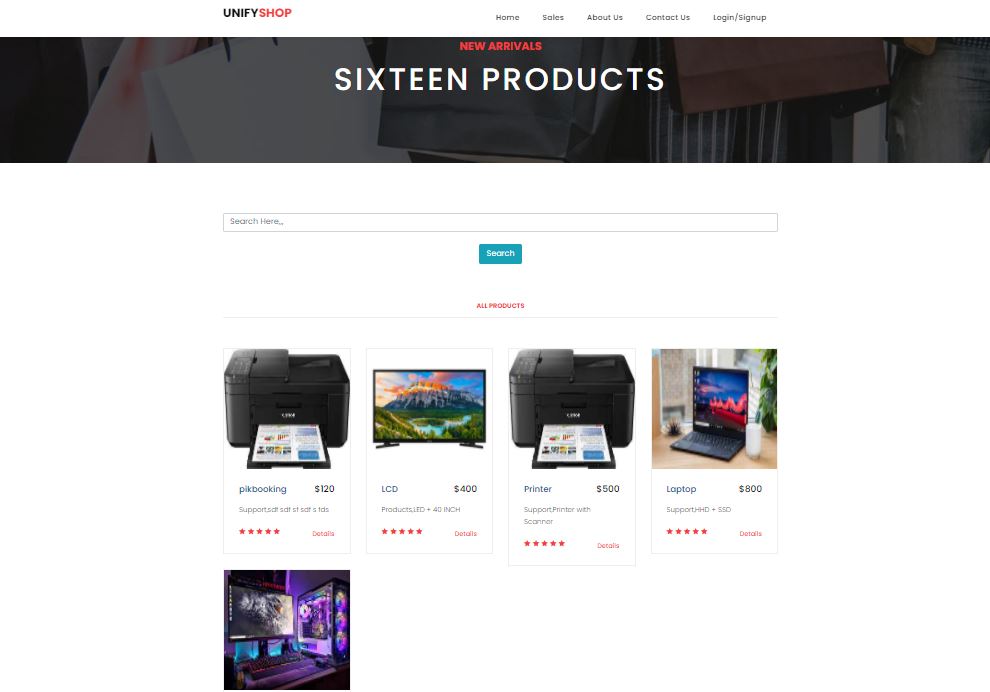 UNIFYSHOP
Home Sales About Us Contact Us Login/Signup
NEW ARRIVALS
SIXTEEN PRODUCTS
Search Here,,,
Search
ALL PRODUCTS
Canon
pikbooking $120
Support,sdf sdf sf sdf s fds
Details
LCD $400
Products,LED + 40 INCH
Details
Canon
Printer $500
Support,Printer with
Scanner
Details
Laptop $800
Support,HHD + SSD
Details